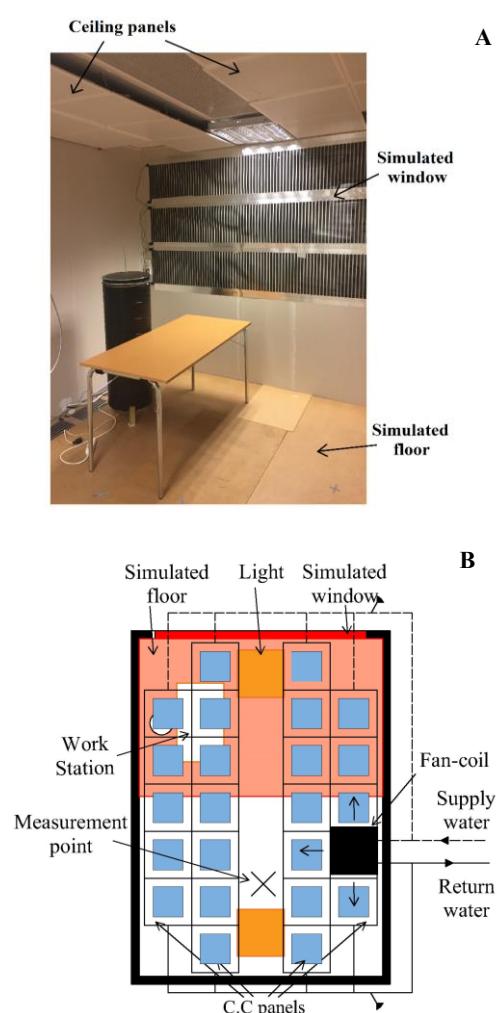 Ceiling panels
A
Simulated
window
Simulated
floor
B
Simulated
floor
Light
Simulated
window
Work
Station
Fan-coil
Supply
water
Measurement
point
Return
water
C.C panels